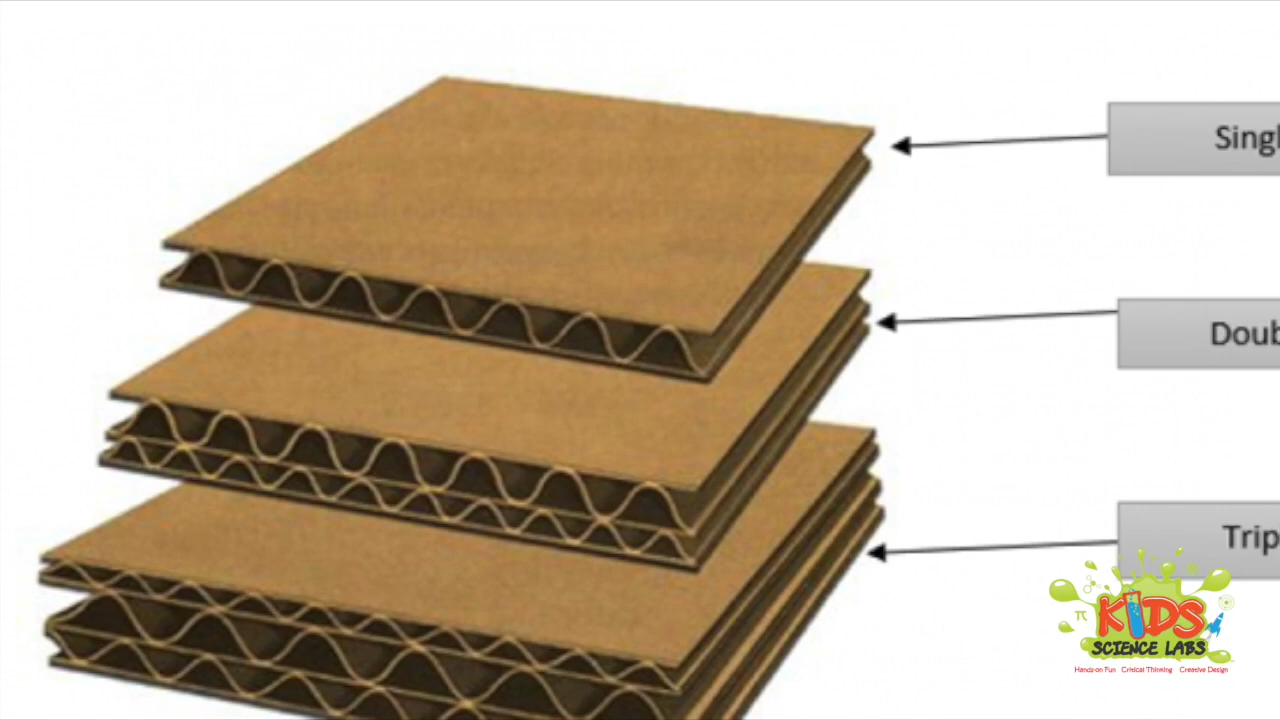 Singl
Doub
Trip
KiDS
SCIENCE LABS
Hands-on Fun Critical Thinking Creative Design